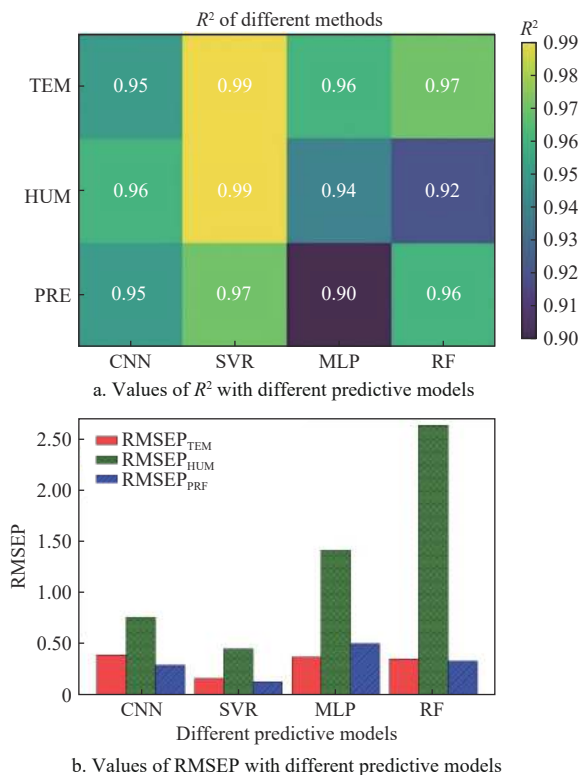 R² of different methods
R²
TEM 0.95 0.99 0.96 0.97
HUM 0.96 0.99 0.94 0.92
PRE 0.95 0.97 0.90 0.96
CNN SVR MLP RF
0.99
0.98
0.97
0.96
0.95
0.94
0.93
0.92
0.91
0.90
a. Values of R² with different predictive models
RMSEP
2.50
2.00
1.50
1.00
0.50
0
RMSEP_TEM
RMSEP_HUM
RMSEP_PRF
CNN SVR MLP RF
Different predictive models
b. Values of RMSEP with different predictive models